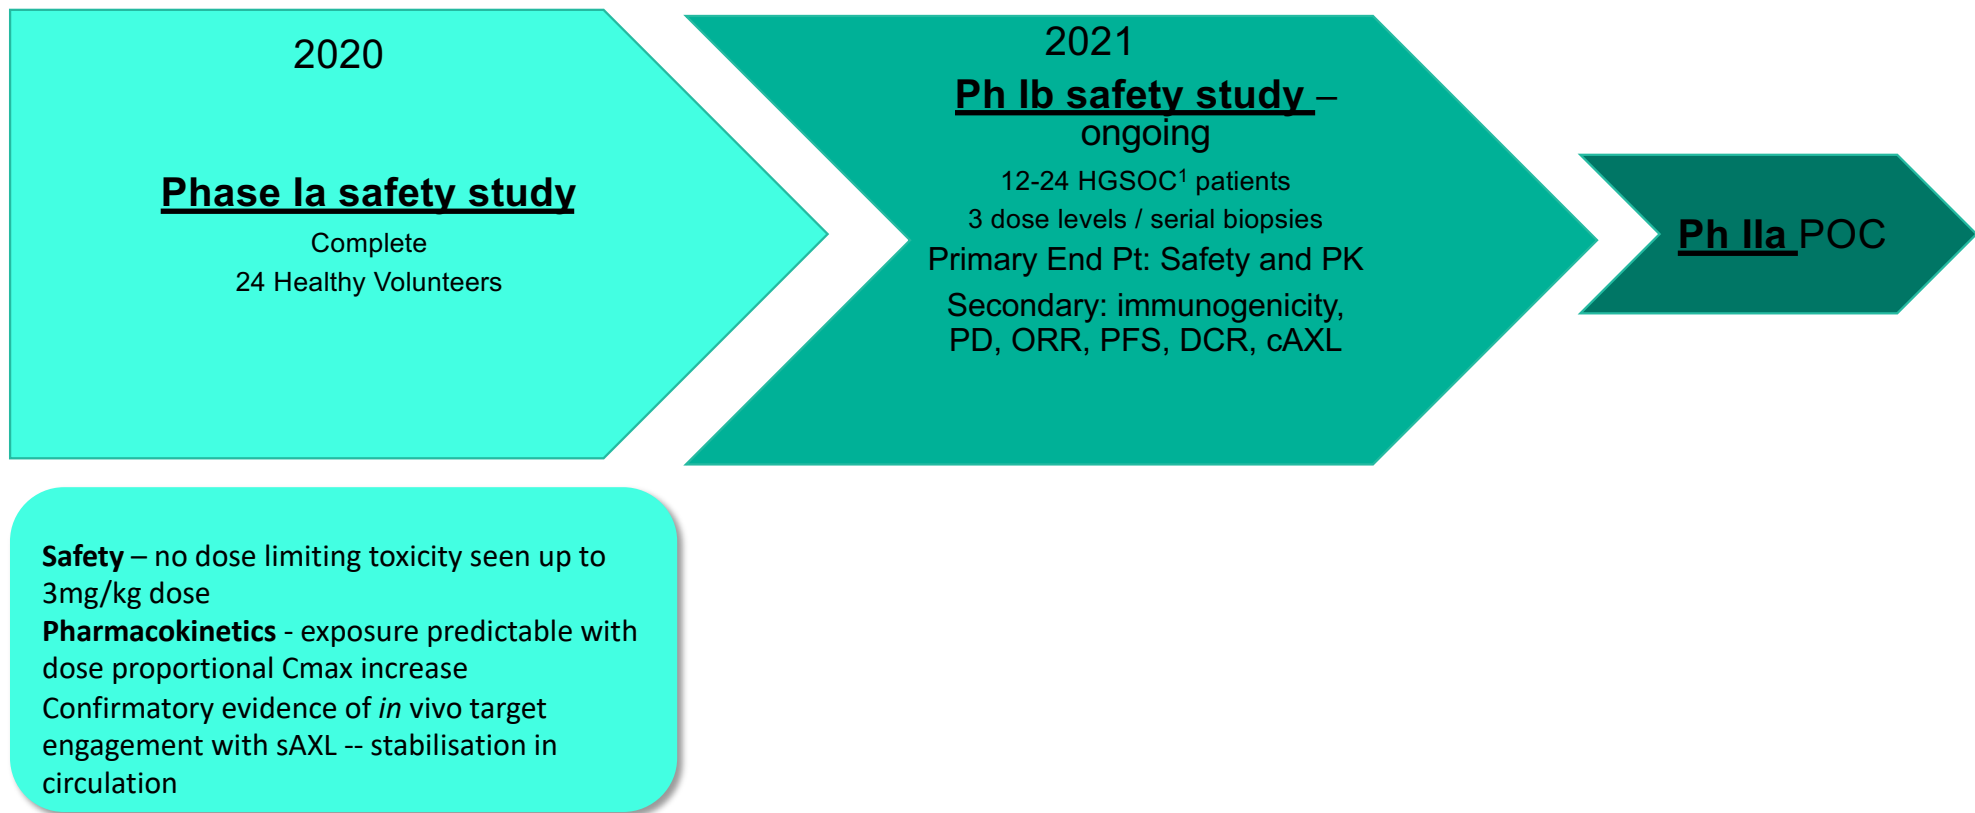 2020
Phase Ia safety study
Complete
24 Healthy Volunteers
2021
Ph Ib safety study –
ongoing
12-24 HGSOC¹ patients
3 dose levels / serial biopsies
Primary End Pt: Safety and PK
Secondary: immunogenicity,
PD, ORR, PFS, DCR, cAXL
Ph IIa POC
Safety – no dose limiting toxicity seen up to
3mg/kg dose
Pharmacokinetics - exposure predictable with
dose proportional Cmax increase
Confirmatory evidence of in vivo target
engagement with sAXL -- stabilisation in
circulation